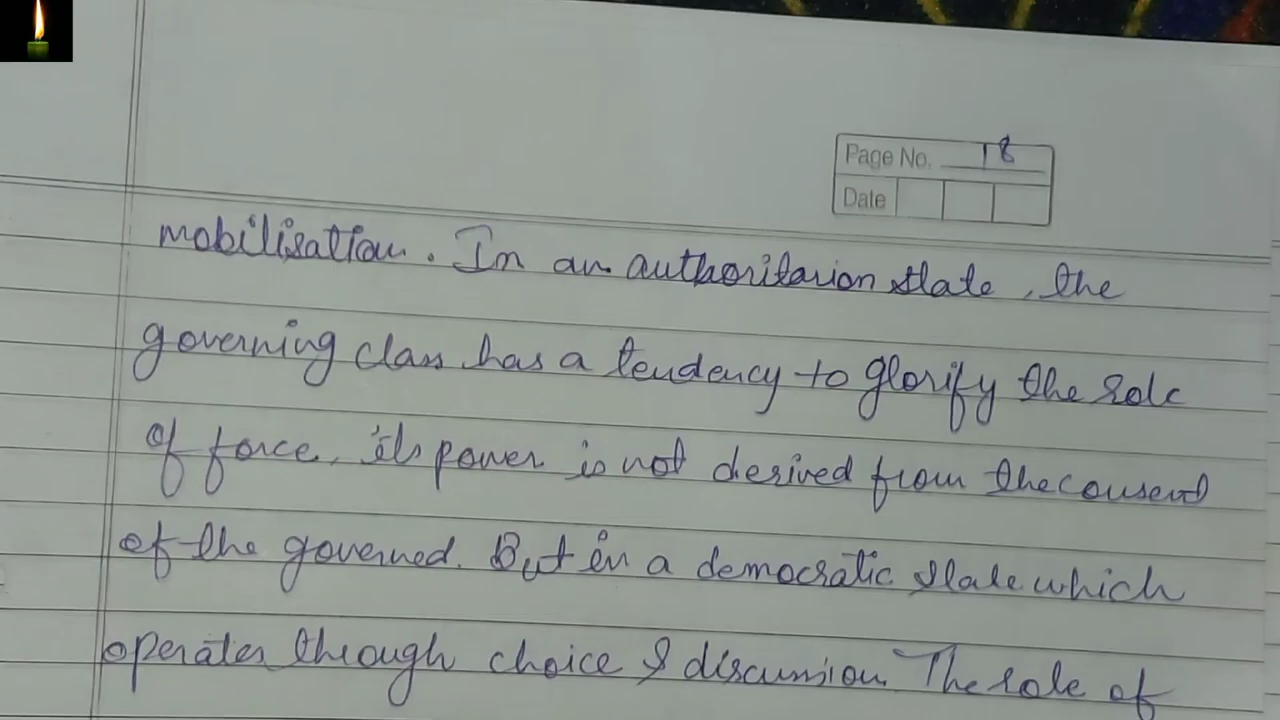 Page No. 18
Date
mobilisation. In an authoritarian state, the
governing class has a tendency to glorify the role
of force, its power is not derived from the consent
of the governed. But in a democratic state which
operates through choice & discussion. The role of